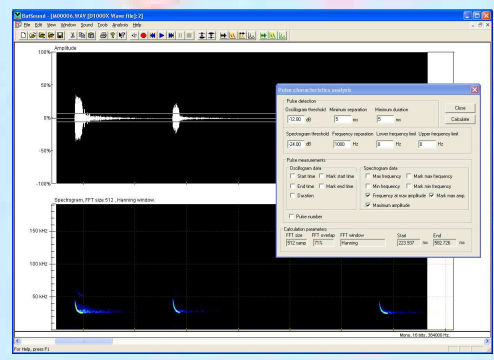 BatSound - [M00006.WAV [D1000X Wave file]:2]
File Edit View Window Sound Tools Analysis Help
Amplitude
100%
50%
0%
-50%
-100%
Spectrogram, FFT size 512, Hanning window.
150 kHz
100 kHz
50 kHz
Mono, 16 bits, 384000 Hz.
For Help, press F1
Pulse characteristics analysis
Pulse detection
Oscillogram threshold Minimum separation Minimum duration
-12.00 dB 5 ms 5 ms
Close
Calculate
Spectrogram threshold Frequency separation Lower frequency limit Upper frequency limit
-24.00 dB 1000 Hz 0 Hz 0 Hz
Pulse measurements
Oscillogram data
Start time Mark start time
End time Mark end time
Duration
Spectrogram data
Max frequency Mark max frequency
Min frequency Mark min frequency
Frequency at max amplitude Mark max amp.
Maximum amplitude
Pulse number
Calculation parameters
FFT size FFT overlap FFT window Start End
512 samp Hanning 223.937 ms 982.726 ms